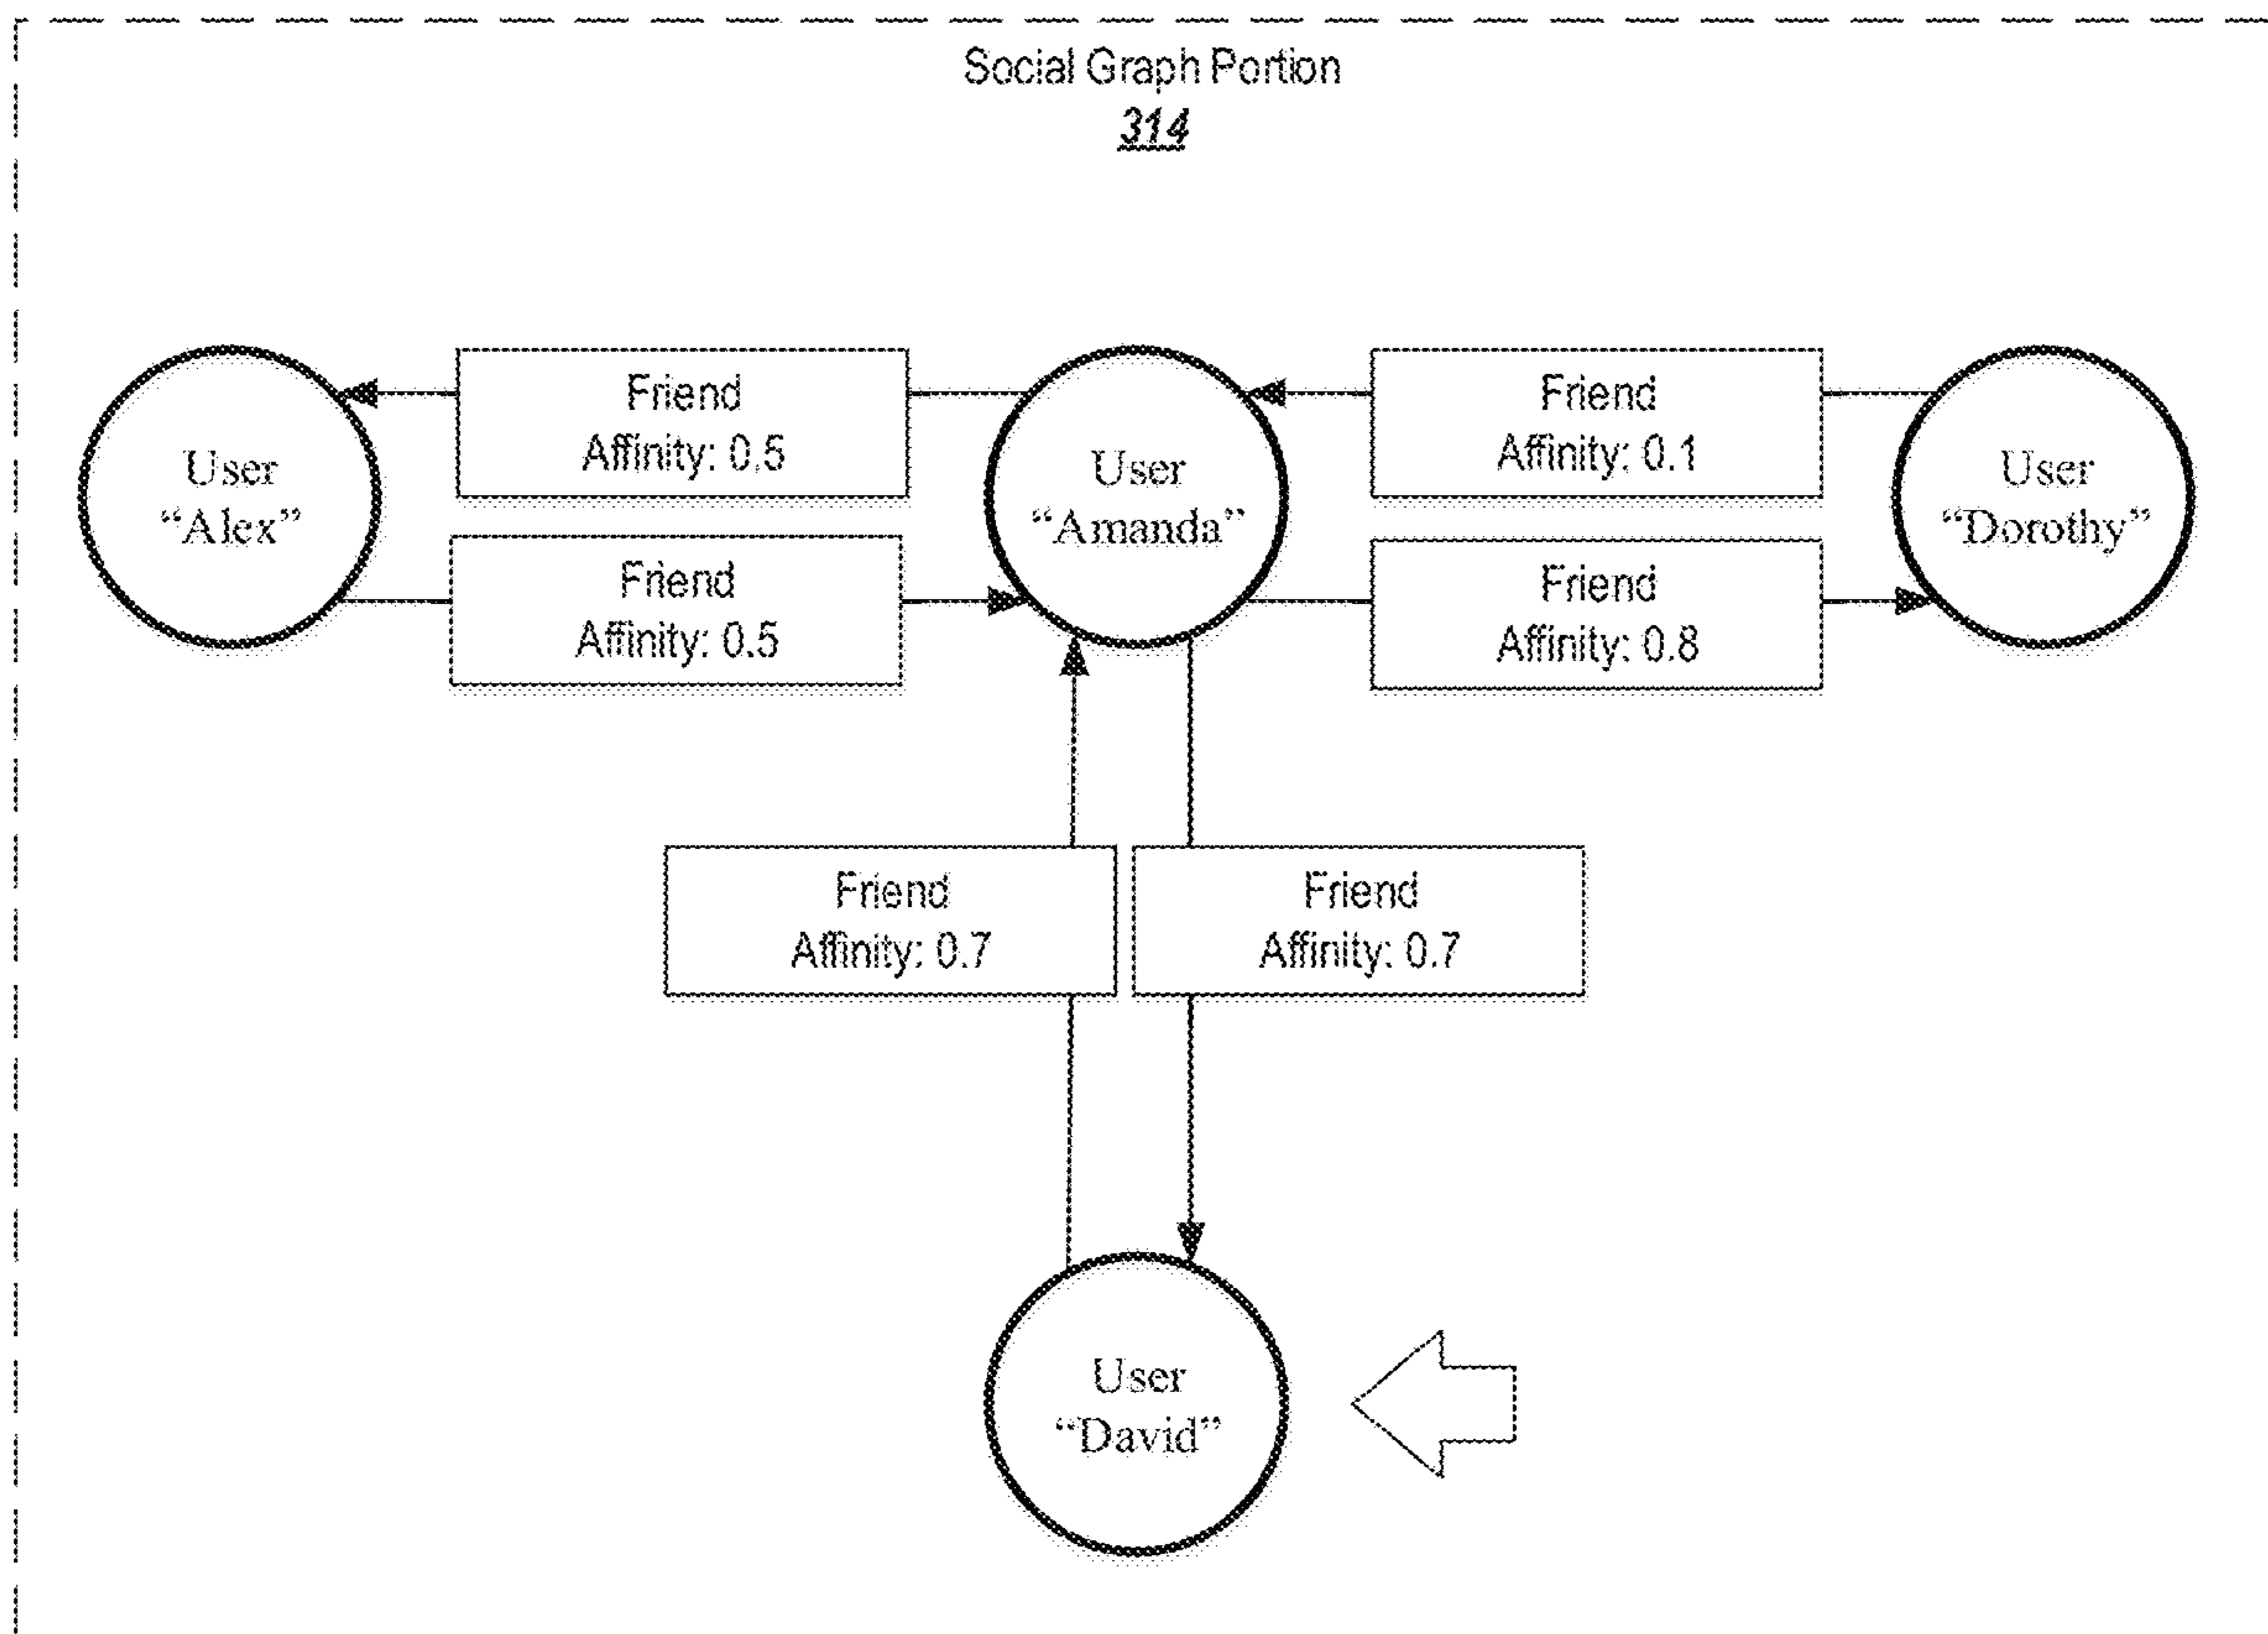 Social Graph Portion
314
Friend
Affinity: 0.5
Friend
Affinity: 0.1
User
“Alex”
User
“Amanda”
User
“Dorothy”
Friend
Affinity: 0.5
Friend
Affinity: 0.8
Friend
Affinity: 0.7
Friend
Affinity: 0.7
User
“David”